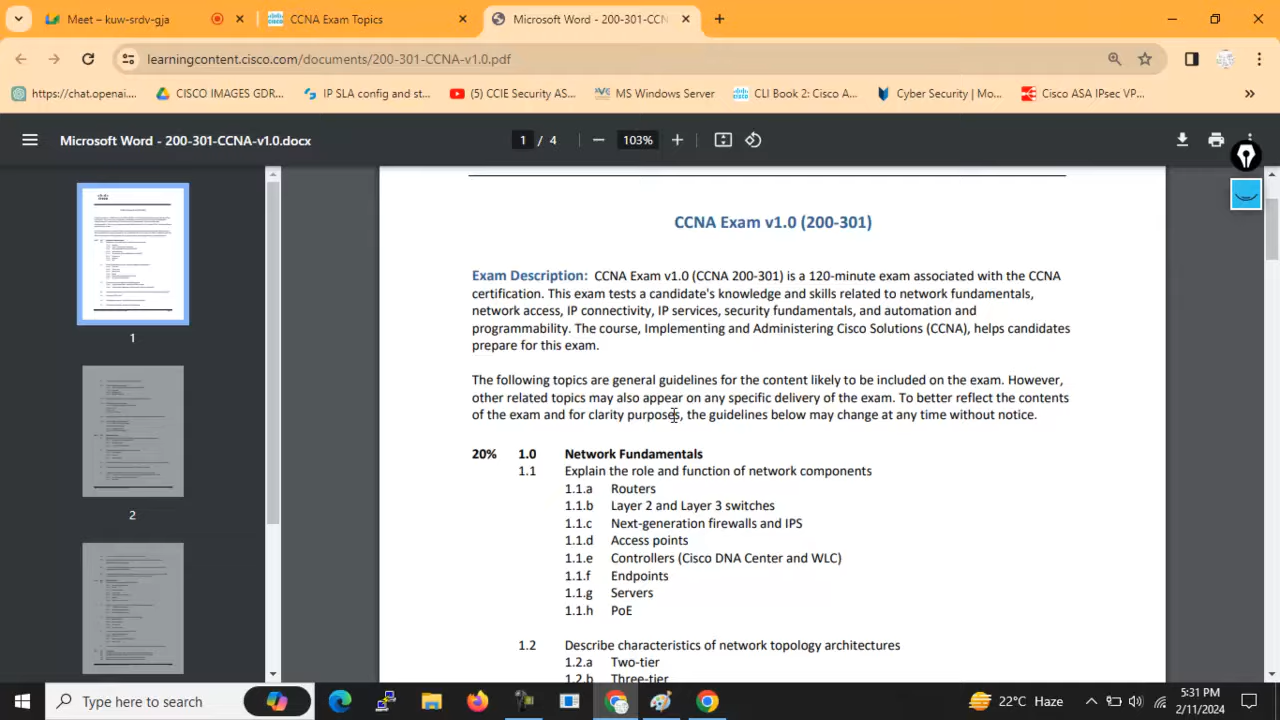 Meet – kuw-srdv-gja
CCNA Exam Topics
Microsoft Word - 200-301-CCN
learningcontent.cisco.com/documents/200-301-CCNA-v1.0.pdf
https://chat.openai....
CISCO IMAGES GDR...
IP SLA config and st...
(5) CCIE Security AS...
MS Windows Server
CLI Book 2: Cisco A...
Cyber Security | Mo...
Cisco ASA IPsec VP...
Microsoft Word - 200-301-CCNA-v1.0.docx
1 / 4
103%
1
2
CCNA Exam v1.0 (200-301)
Exam Description: CCNA Exam v1.0 (CCNA 200-301) is a 120-minute exam associated with the CCNA
certification. This exam tests a candidate's knowledge and skills related to network fundamentals,
network access, IP connectivity, IP services, security fundamentals, and automation and
programmability. The course, Implementing and Administering Cisco Solutions (CCNA), helps candidates
prepare for this exam.
The following topics are general guidelines for the content likely to be included on the exam. However,
other related topics may also appear on any specific delivery of the exam. To better reflect the contents
of the exam and for clarity purposes, the guidelines below may change at any time without notice.
20% 1.0 Network Fundamentals
1.1 Explain the role and function of network components
1.1.a Routers
1.1.b Layer 2 and Layer 3 switches
1.1.c Next-generation firewalls and IPS
1.1.d Access points
1.1.e Controllers (Cisco DNA Center and WLC)
1.1.f Endpoints
1.1.g Servers
1.1.h PoE
1.2 Describe characteristics of network topology architectures
1.2.a Two-tier
1.2.b Three-tier
Type here to search
22°C Haze
5:31 PM
2/11/2024